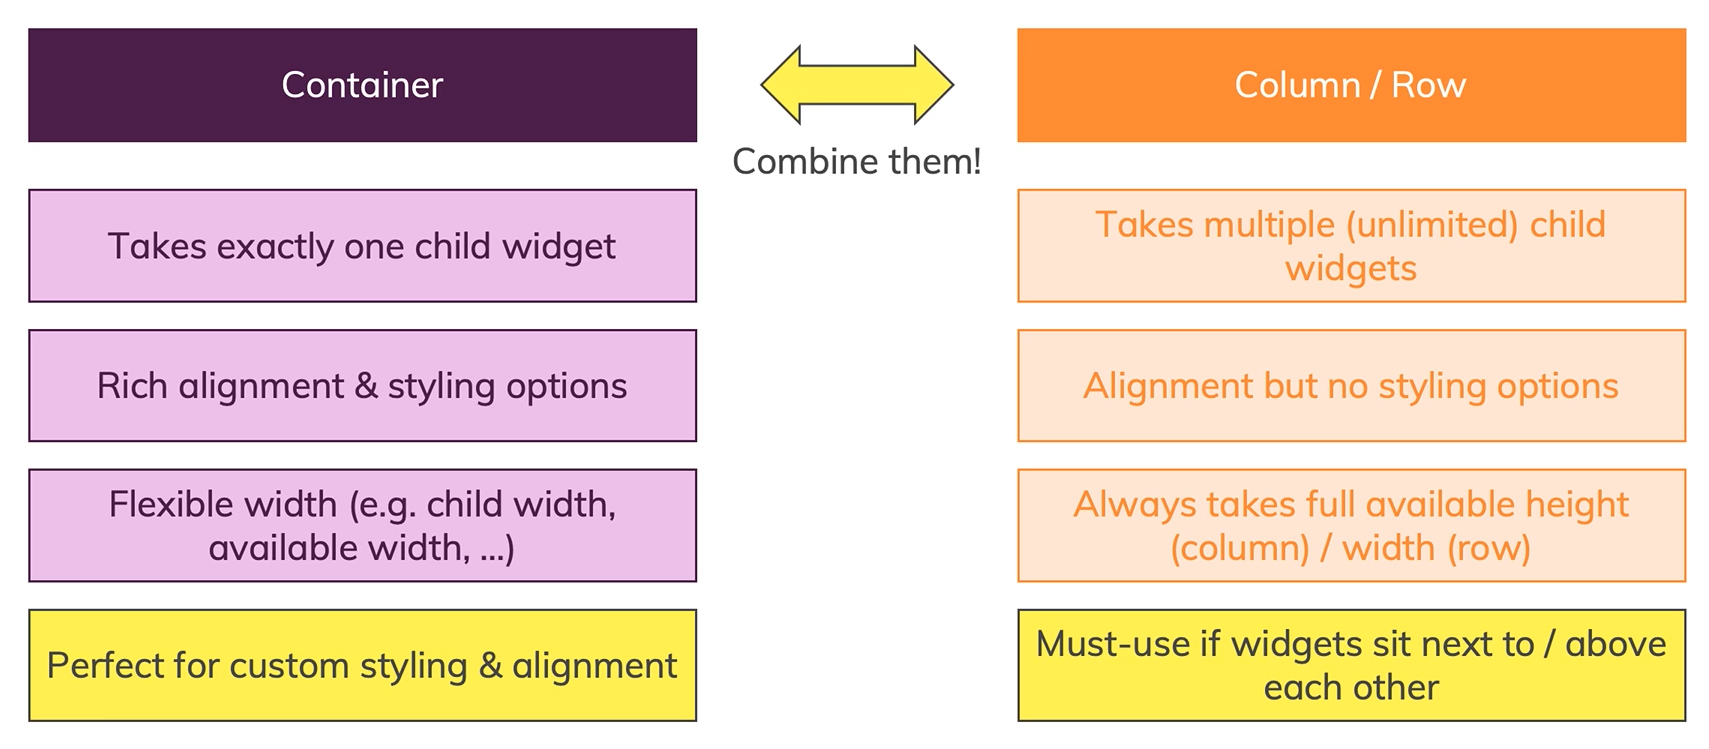 Container
Combine them!
Column / Row
Takes exactly one child widget
Takes multiple (unlimited) child
widgets
Rich alignment & styling options
Alignment but no styling options
Flexible width (e.g. child width,
available width, ...)
Always takes full available height
(column) / width (row)
Perfect for custom styling & alignment
Must-use if widgets sit next to / above
each other